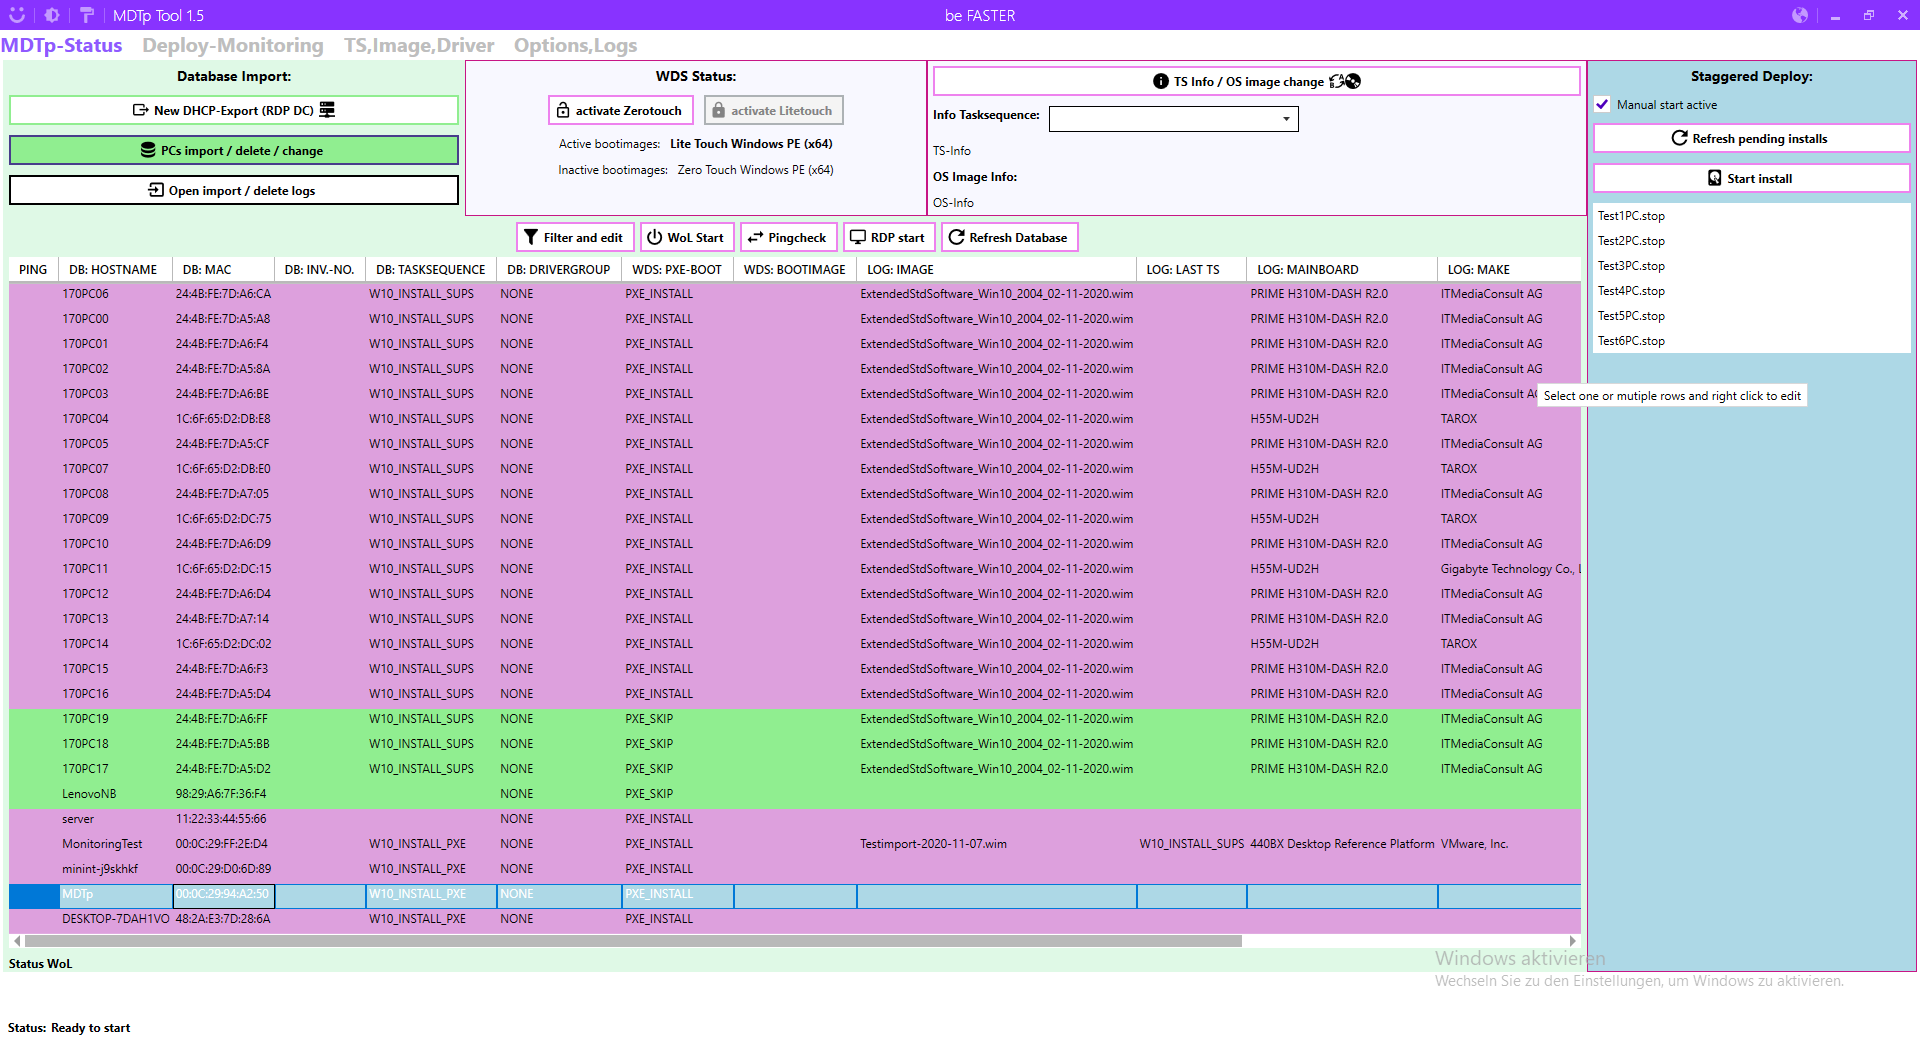 MDTp Tool 1.5
be FASTER
MDTp-Status Deploy-Monitoring TS,Image,Driver Options,Logs
Database Import:
New DHCP-Export (RDP DC)
PCs import / delete / change
Open import / delete logs
WDS Status:
activate Zerotouch activate Litetouch
Active bootimages: Lite Touch Windows PE (x64)
Inactive bootimages: Zero Touch Windows PE (x64)
TS Info / OS image change
Info Tasksequence:
TS-Info
OS Image Info:
OS-Info
Staggered Deploy:
Manual start active
Refresh pending installs
Start install
Test1PC.stop
Test2PC.stop
Test3PC.stop
Test4PC.stop
Test5PC.stop
Test6PC.stop
Select one or mutiple rows and right click to edit
Filter and edit WoL Start Pingcheck RDP start Refresh Database
PING DB: HOSTNAME DB: MAC DB: INV.-NO. DB: TASKSEQUENCE DB: DRIVERGROUP WDS: PXE-BOOT WDS: BOOTIMAGE LOG: IMAGE LOG: LAST TS LOG: MAINBOARD LOG: MAKE
170PC06 24:4B:FE:7D:A6:CA W10_INSTALL_SUPS NONE PXE_INSTALL ExtendedStdSoftware_Win10_2004_02-11-2020.wim PRIME H310M-DASH R2.0 ITMediaConsult AG
170PC00 24:4B:FE:7D:A5:A8 W10_INSTALL_SUPS NONE PXE_INSTALL ExtendedStdSoftware_Win10_2004_02-11-2020.wim PRIME H310M-DASH R2.0 ITMediaConsult AG
170PC01 24:4B:FE:7D:A6:F4 W10_INSTALL_SUPS NONE PXE_INSTALL ExtendedStdSoftware_Win10_2004_02-11-2020.wim PRIME H310M-DASH R2.0 ITMediaConsult AG
170PC02 24:4B:FE:7D:A5:8A W10_INSTALL_SUPS NONE PXE_INSTALL ExtendedStdSoftware_Win10_2004_02-11-2020.wim PRIME H310M-DASH R2.0 ITMediaConsult AG
170PC03 24:4B:FE:7D:A6:BE W10_INSTALL_SUPS NONE PXE_INSTALL ExtendedStdSoftware_Win10_2004_02-11-2020.wim PRIME H310M-DASH R2.0 ITMediaConsult AG
170PC04 1C:6F:65:D2:DB:E8 W10_INSTALL_SUPS NONE PXE_INSTALL ExtendedStdSoftware_Win10_2004_02-11-2020.wim H55M-UD2H TAROX
170PC05 24:4B:FE:7D:A5:CF W10_INSTALL_SUPS NONE PXE_INSTALL ExtendedStdSoftware_Win10_2004_02-11-2020.wim PRIME H310M-DASH R2.0 ITMediaConsult AG
170PC07 1C:6F:65:D2:DB:E0 W10_INSTALL_SUPS NONE PXE_INSTALL ExtendedStdSoftware_Win10_2004_02-11-2020.wim H55M-UD2H TAROX
170PC08 24:4B:FE:7D:A7:05 W10_INSTALL_SUPS NONE PXE_INSTALL ExtendedStdSoftware_Win10_2004_02-11-2020.wim PRIME H310M-DASH R2.0 ITMediaConsult AG
170PC09 1C:6F:65:D2:DC:75 W10_INSTALL_SUPS NONE PXE_INSTALL ExtendedStdSoftware_Win10_2004_02-11-2020.wim H55M-UD2H TAROX
170PC10 24:4B:FE:7D:A6:D9 W10_INSTALL_SUPS NONE PXE_INSTALL ExtendedStdSoftware_Win10_2004_02-11-2020.wim PRIME H310M-DASH R2.0 ITMediaConsult AG
170PC11 1C:6F:65:D2:DC:15 W10_INSTALL_SUPS NONE PXE_INSTALL ExtendedStdSoftware_Win10_2004_02-11-2020.wim H55M-UD2H Gigabyte Technology Co.,
170PC12 24:4B:FE:7D:A6:D4 W10_INSTALL_SUPS NONE PXE_INSTALL ExtendedStdSoftware_Win10_2004_02-11-2020.wim PRIME H310M-DASH R2.0 ITMediaConsult AG
170PC13 24:4B:FE:7D:A7:14 W10_INSTALL_SUPS NONE PXE_INSTALL ExtendedStdSoftware_Win10_2004_02-11-2020.wim PRIME H310M-DASH R2.0 ITMediaConsult AG
170PC14 1C:6F:65:D2:DC:02 W10_INSTALL_SUPS NONE PXE_INSTALL ExtendedStdSoftware_Win10_2004_02-11-2020.wim H55M-UD2H TAROX
170PC15 24:4B:FE:7D:A6:F3 W10_INSTALL_SUPS NONE PXE_INSTALL ExtendedStdSoftware_Win10_2004_02-11-2020.wim PRIME H310M-DASH R2.0 ITMediaConsult AG
170PC16 24:4B:FE:7D:A5:D4 W10_INSTALL_SUPS NONE PXE_INSTALL ExtendedStdSoftware_Win10_2004_02-11-2020.wim PRIME H310M-DASH R2.0 ITMediaConsult AG
170PC19 24:4B:FE:7D:A6:FF W10_INSTALL_SUPS NONE PXE_SKIP ExtendedStdSoftware_Win10_2004_02-11-2020.wim PRIME H310M-DASH R2.0 ITMediaConsult AG
170PC18 24:4B:FE:7D:A5:BB W10_INSTALL_SUPS NONE PXE_SKIP ExtendedStdSoftware_Win10_2004_02-11-2020.wim PRIME H310M-DASH R2.0 ITMediaConsult AG
170PC17 24:4B:FE:7D:A5:D2 W10_INSTALL_SUPS NONE PXE_SKIP ExtendedStdSoftware_Win10_2004_02-11-2020.wim PRIME H310M-DASH R2.0 ITMediaConsult AG
LenovoNB 98:29:A6:7F:36:F4 NONE PXE_SKIP
server 11:22:33:44:55:66 NONE PXE_INSTALL
MonitoringTest 00:0C:29:FF:2E:D4 W10_INSTALL_PXE NONE PXE_INSTALL Testimport-2020-11-07.wim W10_INSTALL_SUPS 440BX Desktop Reference Platform VMware, Inc.
minint-j9skhkf 00:0C:29:D0:6D:89 W10_INSTALL_PXE NONE PXE_INSTALL
MDTp 00:0C:29:94:A2:50 W10_INSTALL_PXE NONE PXE_INSTALL
DESKTOP-7DAH1VO 48:2A:E3:7D:28:6A W10_INSTALL_PXE NONE PXE_INSTALL
Status WoL
Windows aktivieren
Wechseln Sie zu den Einstellungen, um Windows zu aktivieren.
Status: Ready to start